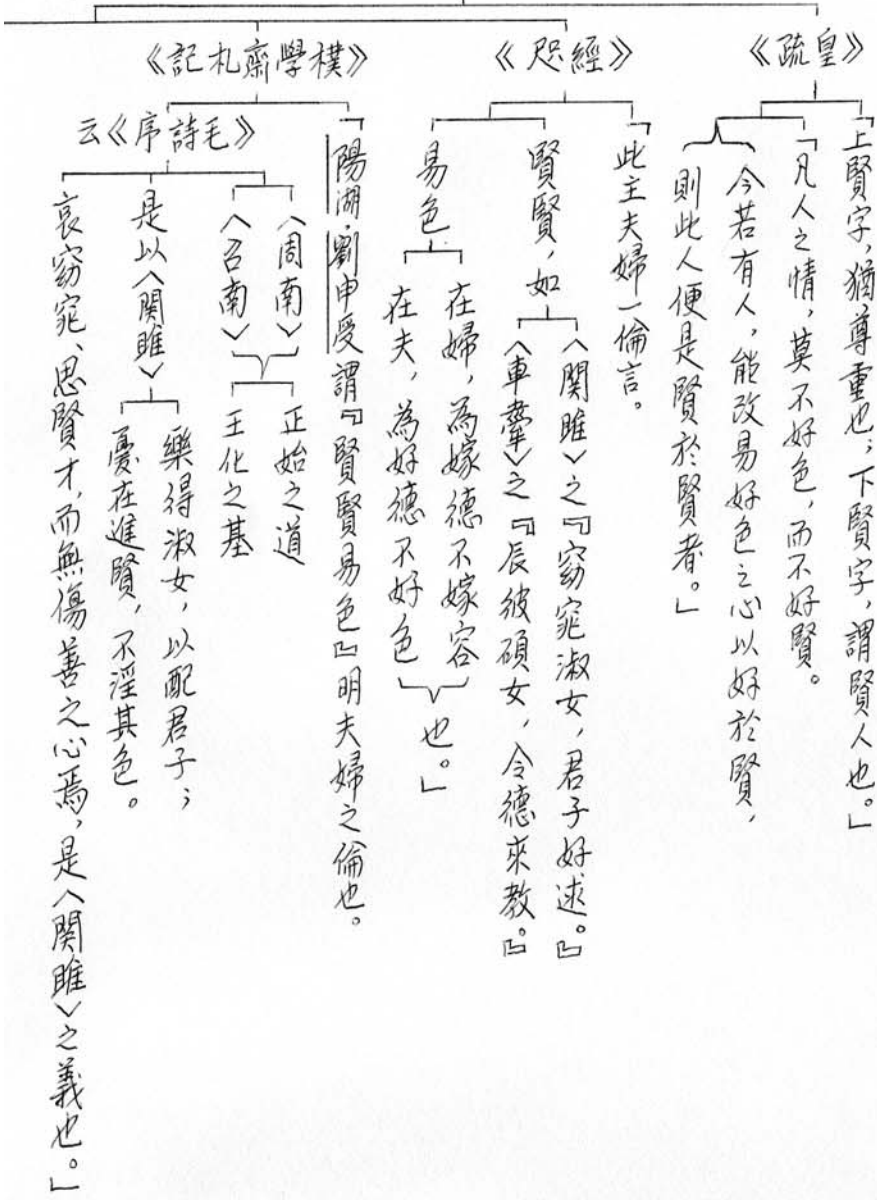 《皇疏》
「上賢字，猶尊重也；下賢字，謂賢人也。」
「凡人之情，莫不好色，而不好賢。
今若有人，能改易好色之心以好於賢，
則此人便是賢於賢者。」
《經咫》
「此主夫婦一倫言。
賢賢，如
〈關雎〉之『窈窕淑女，君子好逑。』
〈車舝〉之『辰彼碩女，令德來教。』
易色
在婦，為嫁德不嫁容
在夫，為好德不好色
也。」
《樸學齋札記》
「陽湖．劉申受謂『賢賢易色』明夫婦之倫也。
《毛詩序》云
〈周南〉
〈召南〉
正始之道
王化之基
是以〈關雎〉
樂得淑女，以配君子；
憂在進賢，不淫其色。
哀窈窕、思賢才，而無傷善之心焉，是〈關雎〉之義也。」